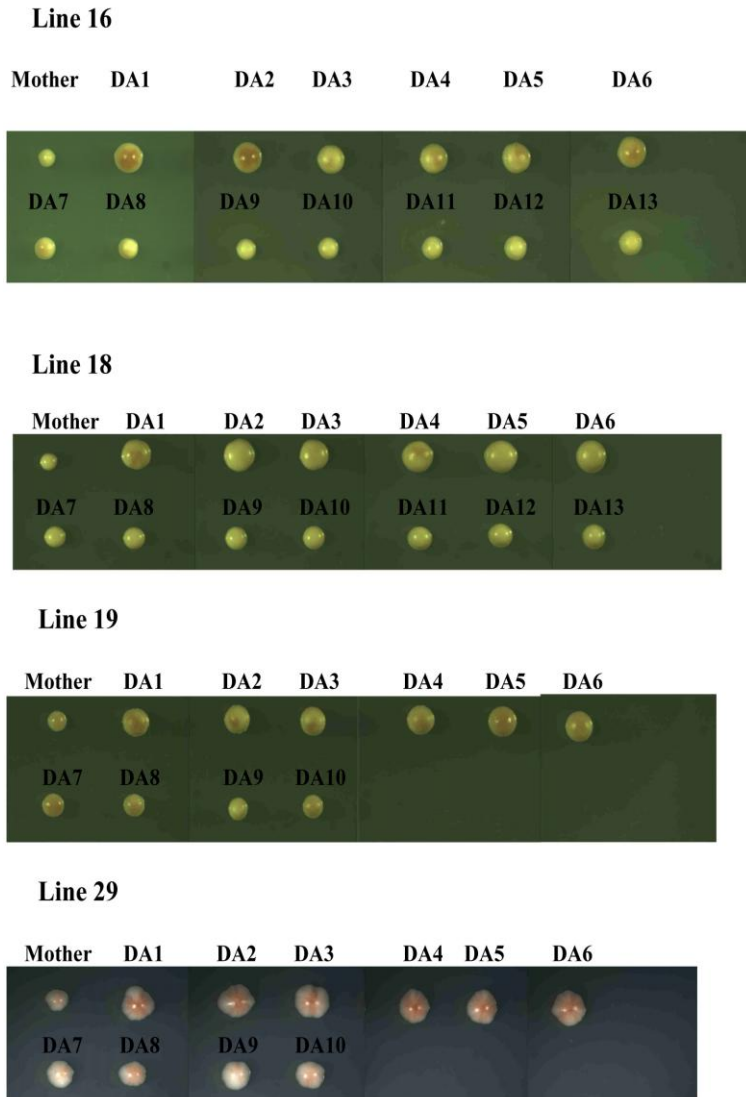 Line 16
Mother DA1 DA2 DA3 DA4 DA5 DA6
DA7 DA8 DA9 DA10 DA11 DA12 DA13
Line 18
Mother DA1 DA2 DA3 DA4 DA5 DA6
DA7 DA8 DA9 DA10 DA11 DA12 DA13
Line 19
Mother DA1 DA2 DA3 DA4 DA5 DA6
DA7 DA8 DA9 DA10
Line 29
Mother DA1 DA2 DA3 DA4 DA5 DA6
DA7 DA8 DA9 DA10